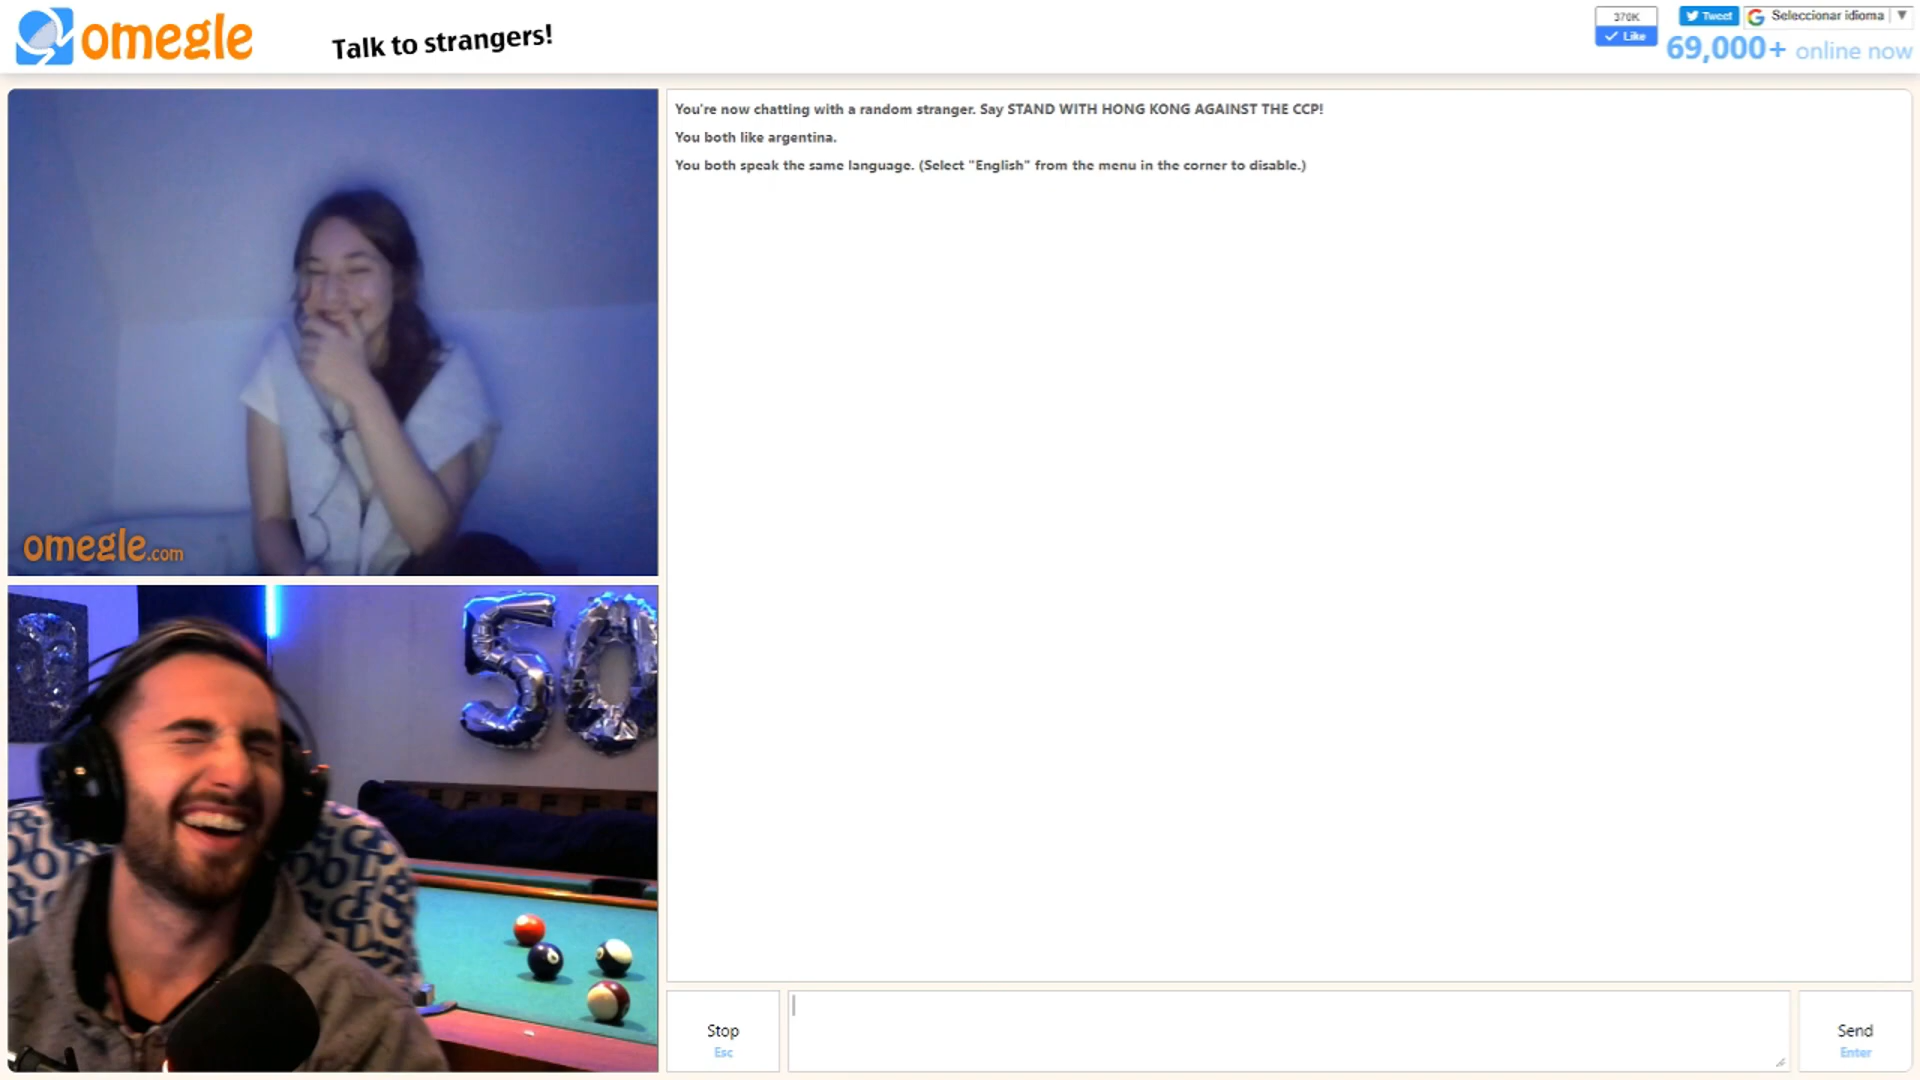 omegle
Talk to strangers!
370K
Like
Tweet
Seleccionar idioma
69,000+ online now
You're now chatting with a random stranger. Say STAND WITH HONG KONG AGAINST THE CCP!
You both like argentina.
You both speak the same language. (Select "English" from the menu in the corner to disable.)
omegle.com
50
Stop
Esc
Send
Enter